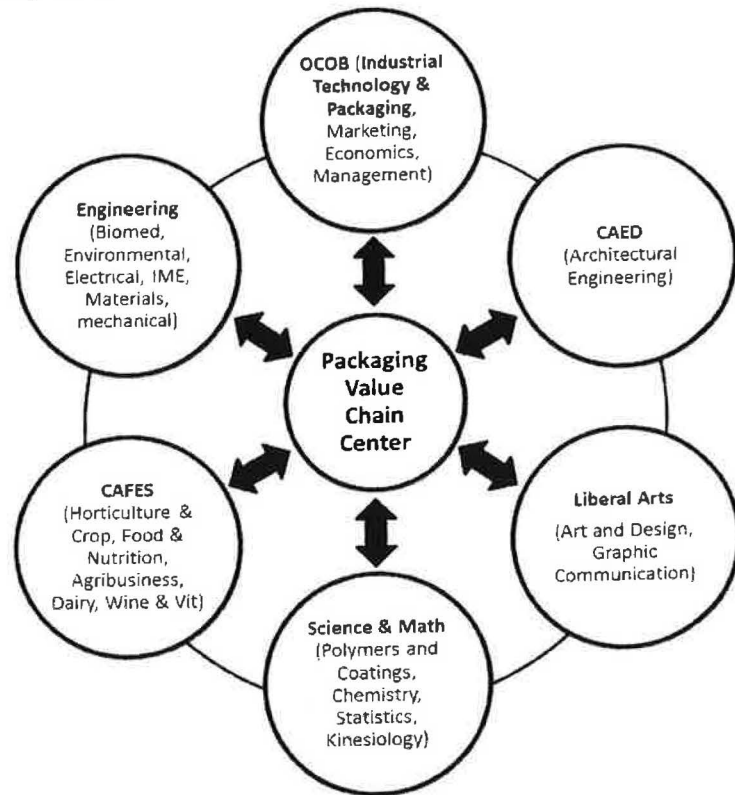 OCOB (Industrial
Technology &
Packaging,
Marketing,
Economics,
Management)
Engineering
(Biomed,
Environmental,
Electrical, IME,
Materials,
mechanical)
CAED
(Architectural
Engineering)
Packaging
Value
Chain
Center
CAFES
(Horticulture &
Crop, Food &
Nutrition,
Agribusiness,
Dairy, Wine & Vit)
Liberal Arts
(Art and Design,
Graphic
Communication)
Science & Math
(Polymers and
Coatings,
Chemistry,
Statistics,
Kinesiology)